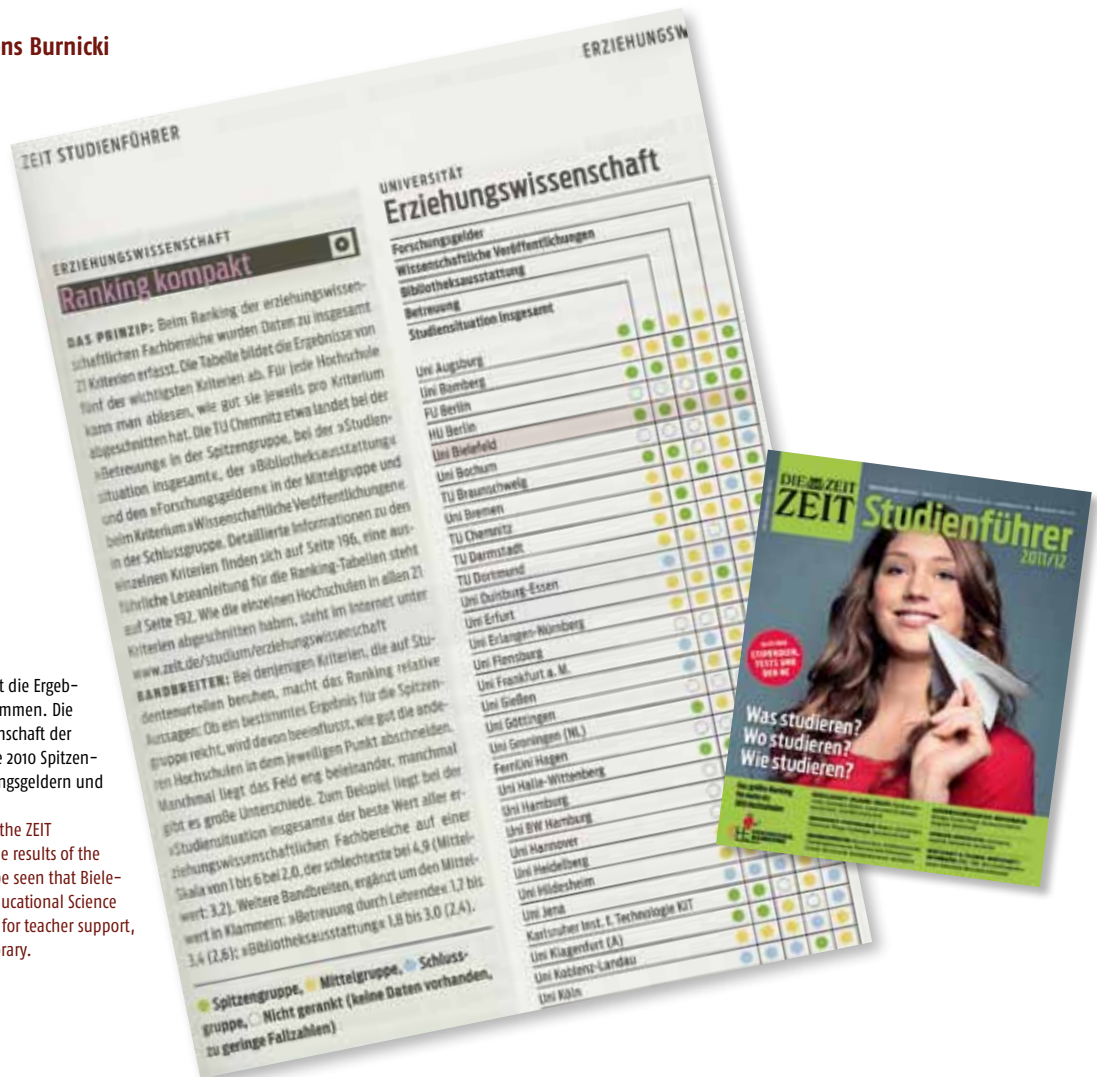 ns Burnicki
ZEIT STUDIENFÜHRER
ERZIEHUNGSW
ERZIEHUNGSWISSENSCHAFT
Ranking kompakt
DAS PRINZIP: Beim Ranking der erziehungswissen-
schaftlichen Fachbereiche wurden Daten zu insgesamt
21 Kriterien erfasst. Die Tabelle bildet die Ergebnisse von
fünf der wichtigsten Kriterien ab. Für jede Hochschule
kann man ablesen, wie gut sie jeweils pro Kriterium
abgeschnitten hat. Die TU Chemnitz etwa landet bei der
»Betreuung« in der Spitzengruppe, bei der »Studien-
situation insgesamt«, der »Bibliotheksausstattung«
und den »Forschungsgeldern« in der Mittelgruppe und
beim Kriterium »Wissenschaftliche Veröffentlichungen«
in der Schlussgruppe. Detaillierte Informationen zu den
einzelnen Kriterien finden sich auf Seite 196, eine aus-
führliche Leseanleitung für die Ranking-Tabellen steht
auf Seite 192. Wie die einzelnen Hochschulen in allen 21
Kriterien abgeschnitten haben, steht im Internet unter
www.zeit.de/studium/erziehungswissenschaft
BANDBREITEN: Bei denjenigen Kriterien, die auf Stu-
dentenurteilen beruhen, macht das Ranking relative
Aussagen: Ob ein bestimmtes Ergebnis für die Spitzen-
gruppe reicht, wird davon beeinflusst, wie gut die ande-
ren Hochschulen in dem jeweiligen Punkt abschneiden.
Manchmal liegt das Feld eng beieinander, manchmal
gibt es große Unterschiede. Zum Beispiel liegt bei der
»Studiensituation insgesamt« der beste Wert aller er-
ziehungswissenschaftlichen Fachbereiche auf einer
Skala von 1 bis 6 bei 2,0, der schlechteste bei 4,9 (Mittel-
wert: 3,2). Weitere Bandbreiten, ergänzt um den Mittel-
wert in Klammern: »Betreuung durch Lehrende« 1,7 bis
3,4 (2,6); »Bibliotheksausstattung« 1,8 bis 3,0 (2,4).
Spitzengruppe, Mittelgruppe, Schluss-
gruppe, Nicht gerankt (keine Daten vorhanden,
zu geringe Fallzahlen)
UNIVERSITÄT
Erziehungswissenschaft
Forschungsgelder
Wissenschaftliche Veröffentlichungen
Bibliotheksausstattung
Betreuung
Studiensituation insgesamt
Uni Augsburg
Uni Bamberg
FU Berlin
HU Berlin
Uni Bielefeld
Uni Bochum
TU Braunschweig
Uni Bremen
TU Chemnitz
TU Darmstadt
TU Dortmund
Uni Duisburg-Essen
Uni Erfurt
Uni Erlangen-Nürnberg
Uni Flensburg
Uni Frankfurt a. M.
Uni Gießen
Uni Göttingen
Uni Groningen (NL)
FernUni Hagen
Uni Halle-Wittenberg
Uni Hamburg
Uni BW Hamburg
Uni Hannover
Uni Heidelberg
Uni Hildesheim
Uni Jena
Karlsruher Inst. f. Technologie KIT
Uni Klagenfurt (A)
Uni Koblenz-Landau
Uni Köln
DIE ZEIT
ZEIT Studienführer
2011/12
STIPENDIEN,
TESTS UND
DER NC
Was studieren?
Wo studieren?
Wie studieren?
t die Ergeb-
mmen. Die
nschaft der
e 2010 Spitzen-
ngsgeldern und
the ZEIT
e results of the
be seen that Biele-
ucational Science
for teacher support,
orary.